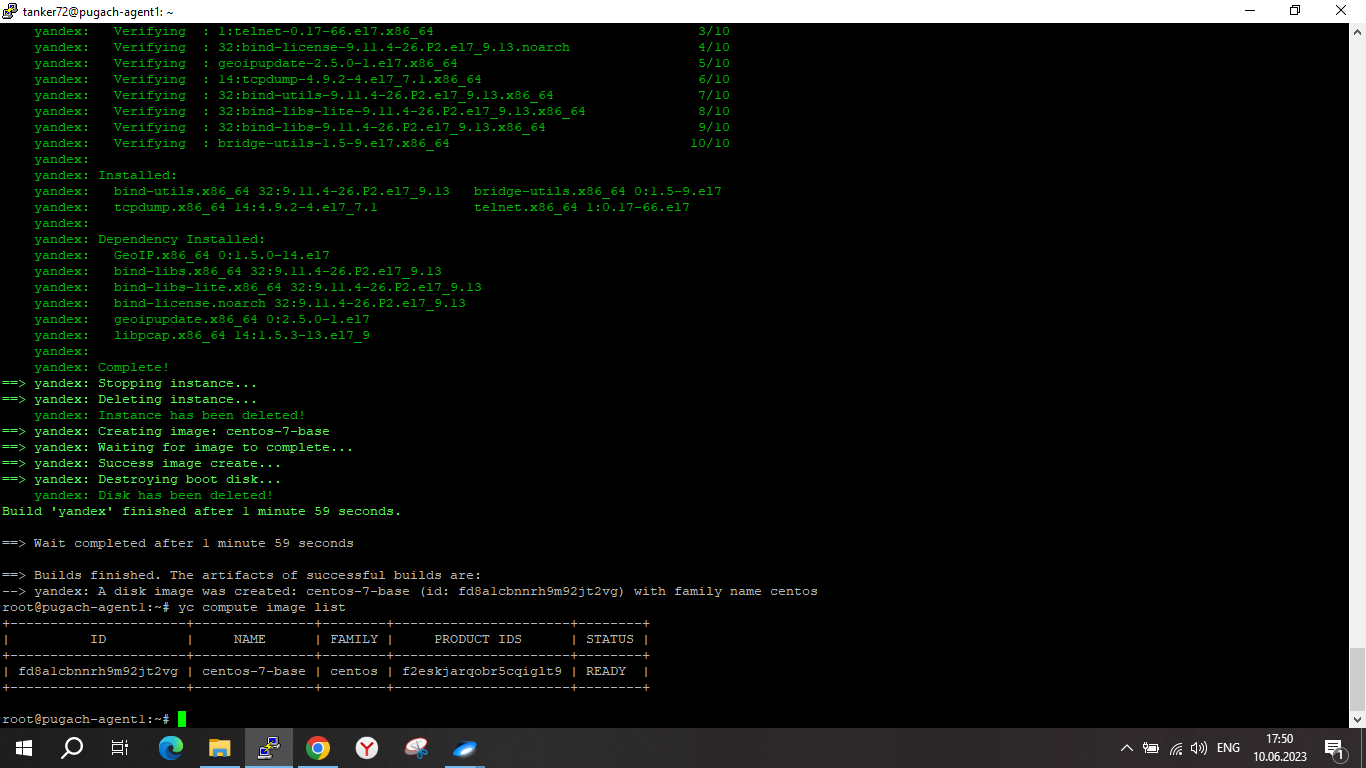 tanker72@pugach-agent1: ~
yandex:   Verifying  : 1:telnet-0.17-66.el7.x86_64                                 3/10
yandex:   Verifying  : 32:bind-license-9.11.4-26.P2.el7_9.13.noarch                4/10
yandex:   Verifying  : geoipupdate-2.5.0-1.el7.x86_64                              5/10
yandex:   Verifying  : 14:tcpdump-4.9.2-4.el7_7.1.x86_64                           6/10
yandex:   Verifying  : 32:bind-utils-9.11.4-26.P2.el7_9.13.x86_64                  7/10
yandex:   Verifying  : 32:bind-libs-lite-9.11.4-26.P2.el7_9.13.x86_64              8/10
yandex:   Verifying  : 32:bind-libs-9.11.4-26.P2.el7_9.13.x86_64                   9/10
yandex:   Verifying  : bridge-utils-1.5-9.el7.x86_64                              10/10
yandex:
yandex: Installed:
yandex:   bind-utils.x86_64 32:9.11.4-26.P2.el7_9.13   bridge-utils.x86_64 0:1.5-9.el7
yandex:   tcpdump.x86_64 14:4.9.2-4.el7_7.1            telnet.x86_64 1:0.17-66.el7
yandex:
yandex: Dependency Installed:
yandex:   GeoIP.x86_64 0:1.5.0-14.el7
yandex:   bind-libs.x86_64 32:9.11.4-26.P2.el7_9.13
yandex:   bind-libs-lite.x86_64 32:9.11.4-26.P2.el7_9.13
yandex:   bind-license.noarch 32:9.11.4-26.P2.el7_9.13
yandex:   geoipupdate.x86_64 0:2.5.0-1.el7
yandex:   libpcap.x86_64 14:1.5.3-13.el7_9
yandex:
yandex: Complete!
==> yandex: Stopping instance...
==> yandex: Deleting instance...
yandex: Instance has been deleted!
==> yandex: Creating image: centos-7-base
==> yandex: Waiting for image to complete...
==> yandex: Success image create...
==> yandex: Destroying boot disk...
yandex: Disk has been deleted!
Build 'yandex' finished after 1 minute 59 seconds.
==> Wait completed after 1 minute 59 seconds
==> Builds finished. The artifacts of successful builds are:
--> yandex: A disk image was created: centos-7-base (id: fd8a1cbnnrh9m92jt2vg) with family name centos
root@pugach-agent1:~# yc compute image list
+----------------------+---------------+--------+----------------------+--------+
|          ID          |     NAME      | FAMILY |     PRODUCT IDS      | STATUS |
+----------------------+---------------+--------+----------------------+--------+
| fd8a1cbnnrh9m92jt2vg | centos-7-base | centos | f2eskjarqobr5cqiglt9 | READY  |
+----------------------+---------------+--------+----------------------+--------+
root@pugach-agent1:~#
ENG
17:50
10.06.2023
1